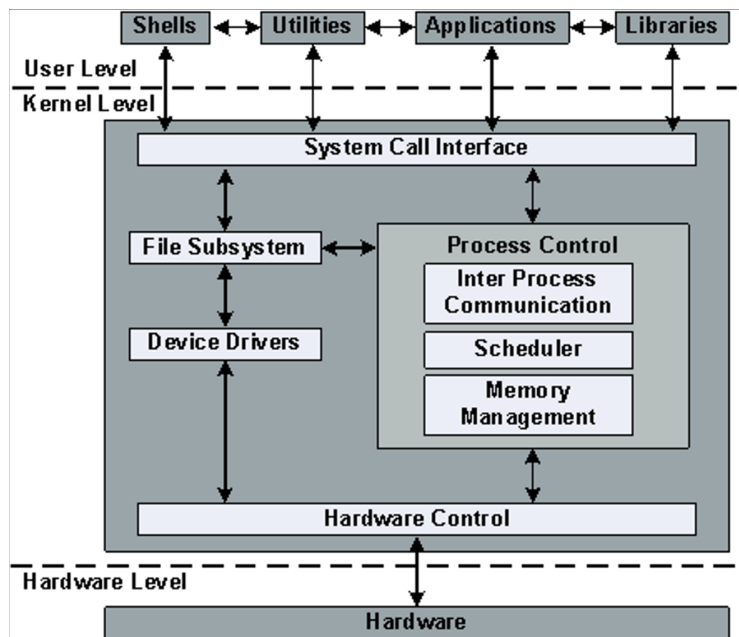 Shells
Utilities
Applications
Libraries
User Level
Kernel Level
System Call Interface
File Subsystem
Process Control
Inter Process
Communication
Device Drivers
Scheduler
Memory
Management
Hardware Control
Hardware Level
Hardware